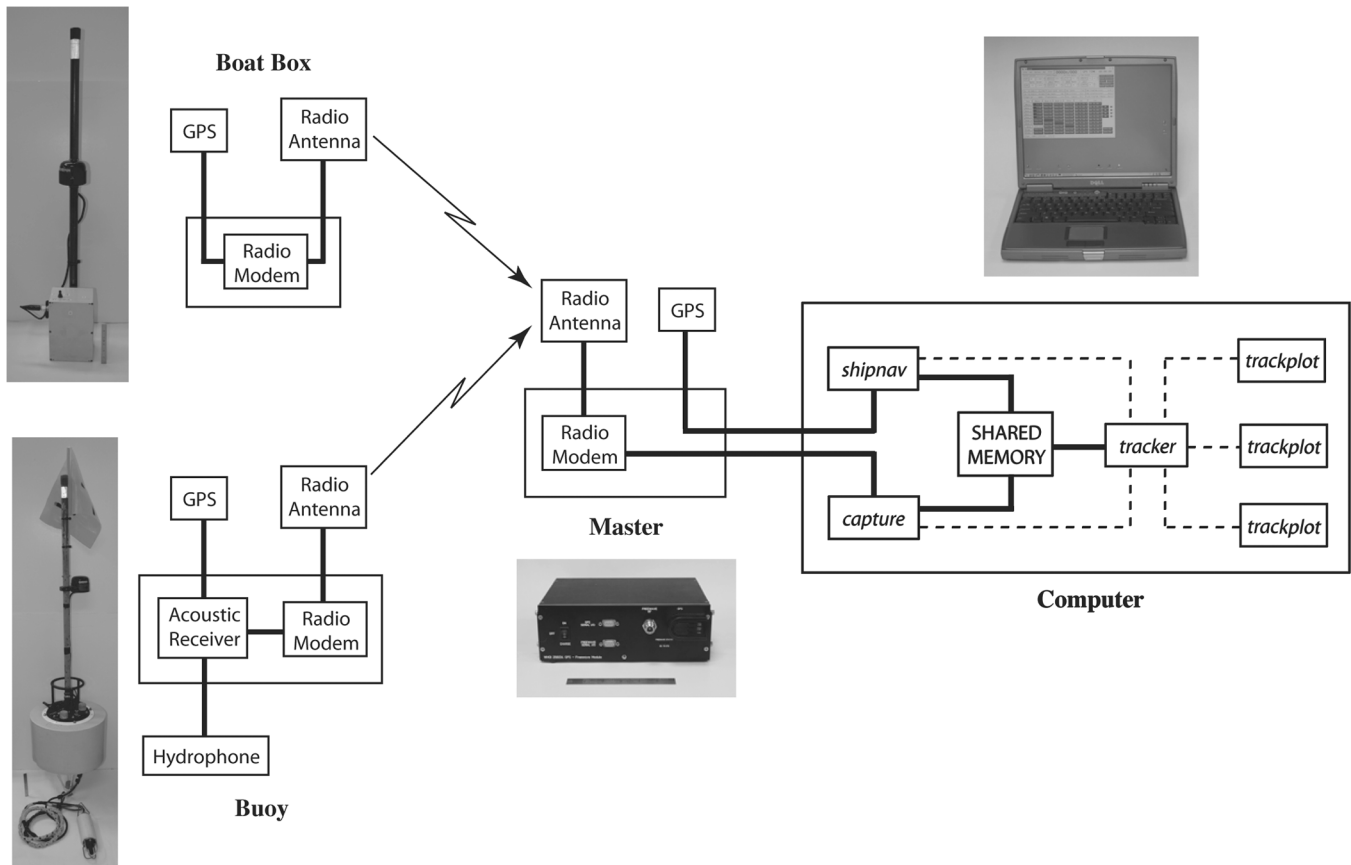 Boat Box
GPS
Radio
Antenna
Radio
Modem
Radio
Antenna
GPS
Radio
Modem
Master
GPS
Radio
Antenna
Acoustic
Receiver
Radio
Modem
Hydrophone
Buoy
shipnav
capture
SHARED
MEMORY
tracker
trackplot
trackplot
trackplot
Computer
DELL